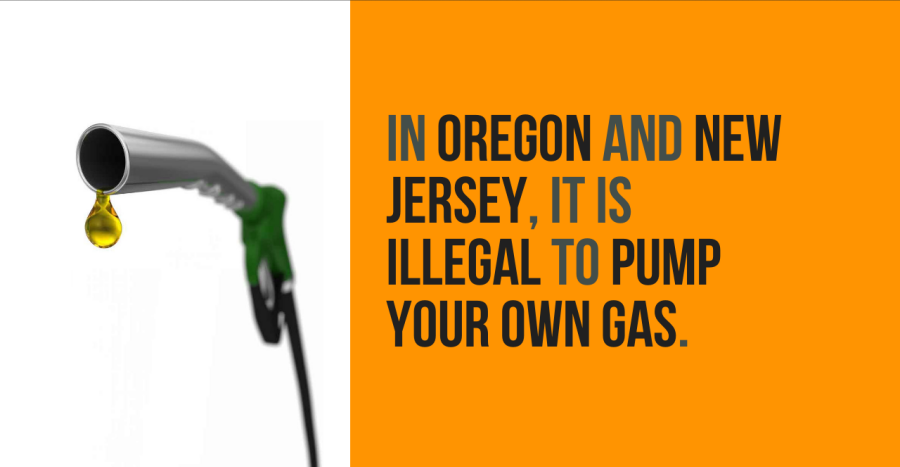 IN OREGON AND NEW
JERSEY, IT IS
ILLEGAL TO PUMP
YOUR OWN GAS.